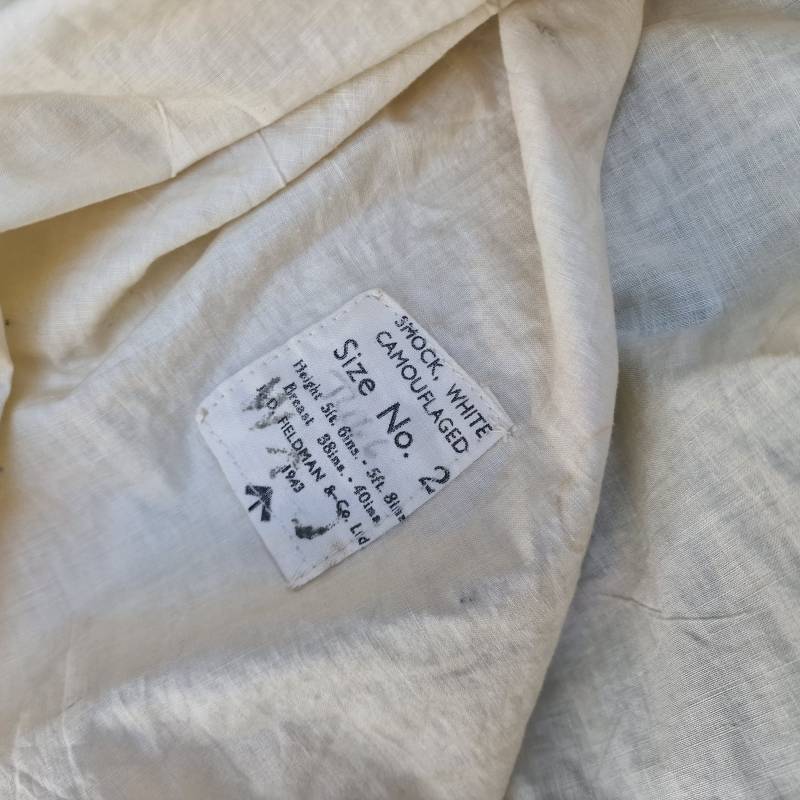 SMOCK, WHITE
CAMOUFLAGED
Size No. 2
Height 5ft. 6ins. - 5ft. 8ins.
Breast 38ins. - 40ins.
D. FIELDMAN & Co. Ltd
1943